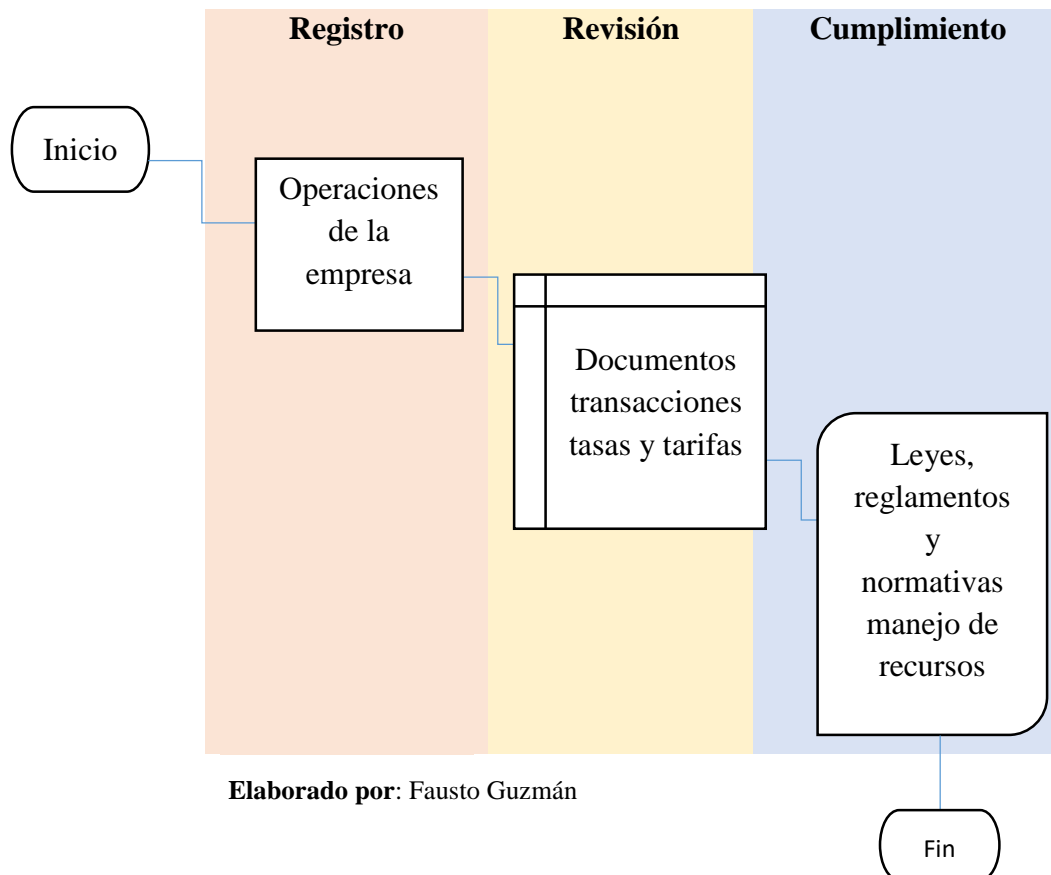 Registro
Revisión
Cumplimiento
Inicio
Operaciones
de la
empresa
Documentos
transacciones
tasas y tarifas
Leyes,
reglamentos
y
normativas
manejo de
recursos
Elaborado por: Fausto Guzmán
Fin